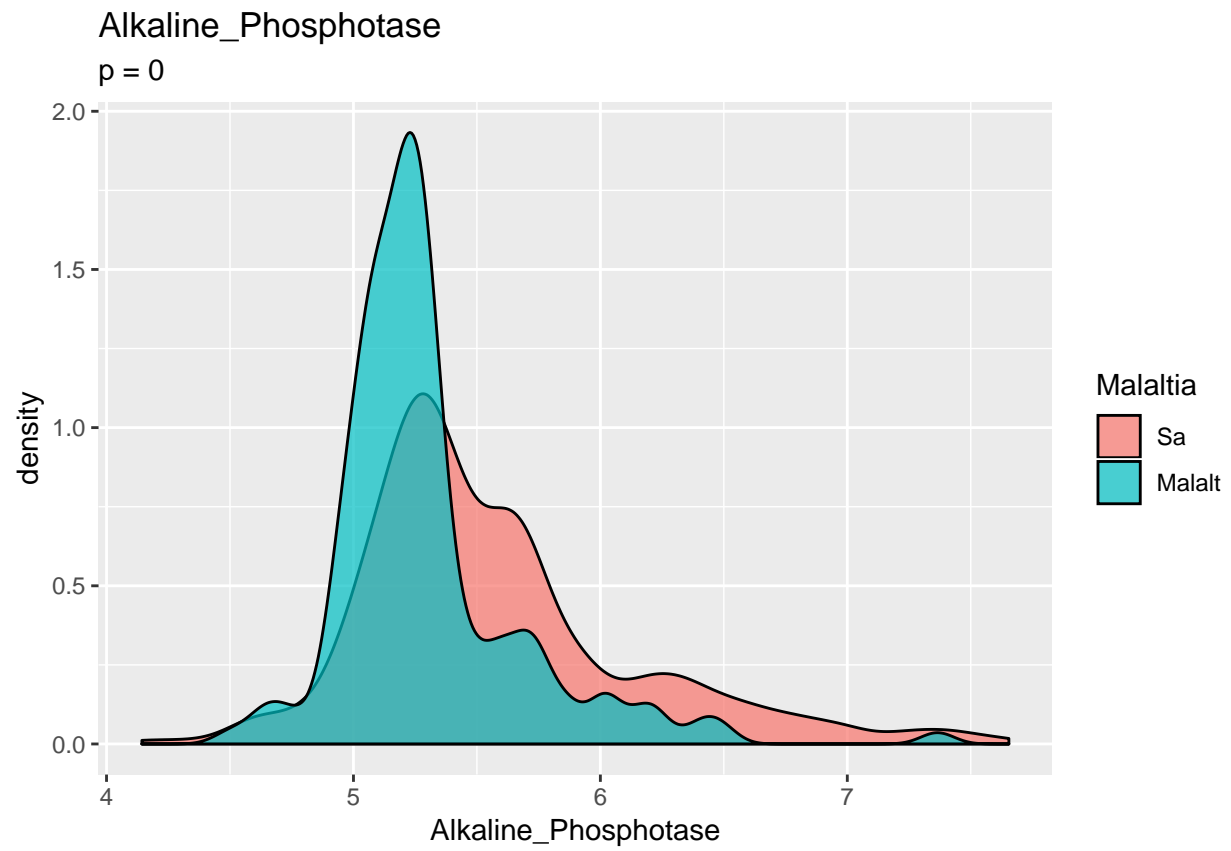 Alkaline_Phosphotase
p = 0
2.0
1.5
1.0
0.5
0.0
density
4 5 6 7
Alkaline_Phosphotase
Malaltia
Sa
Malalt